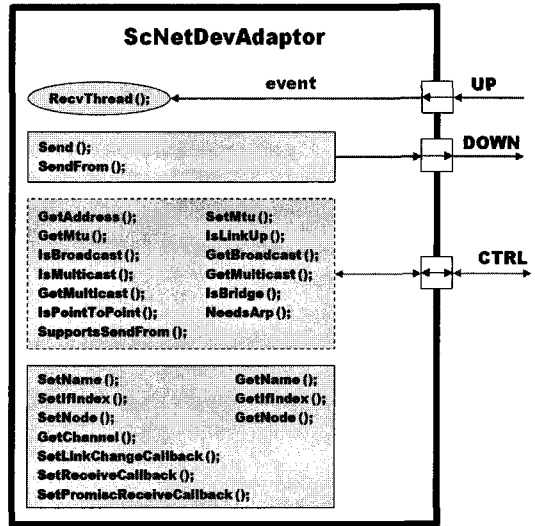 ScNetDevAdaptor
event
UP
RecvThread();
DOWN
Send();
SendFrom();
GetAddress(); SetMtu();
GetMtu(); IsLinkUp();
IsBroadcast(); GetBroadcast();
IsMulticast(); GetMulticast();
GetMulticast(); IsBridge();
IsPointToPoint(); NeedsArp();
SupportsSendFrom();
CTRL
SetName(); GetName();
SetIfIndex(); GetIfIndex();
SetNode(); GetNode();
GetChannel();
SetLinkChangeCallback();
SetReceiveCallback();
SetPromiscReceiveCallback();